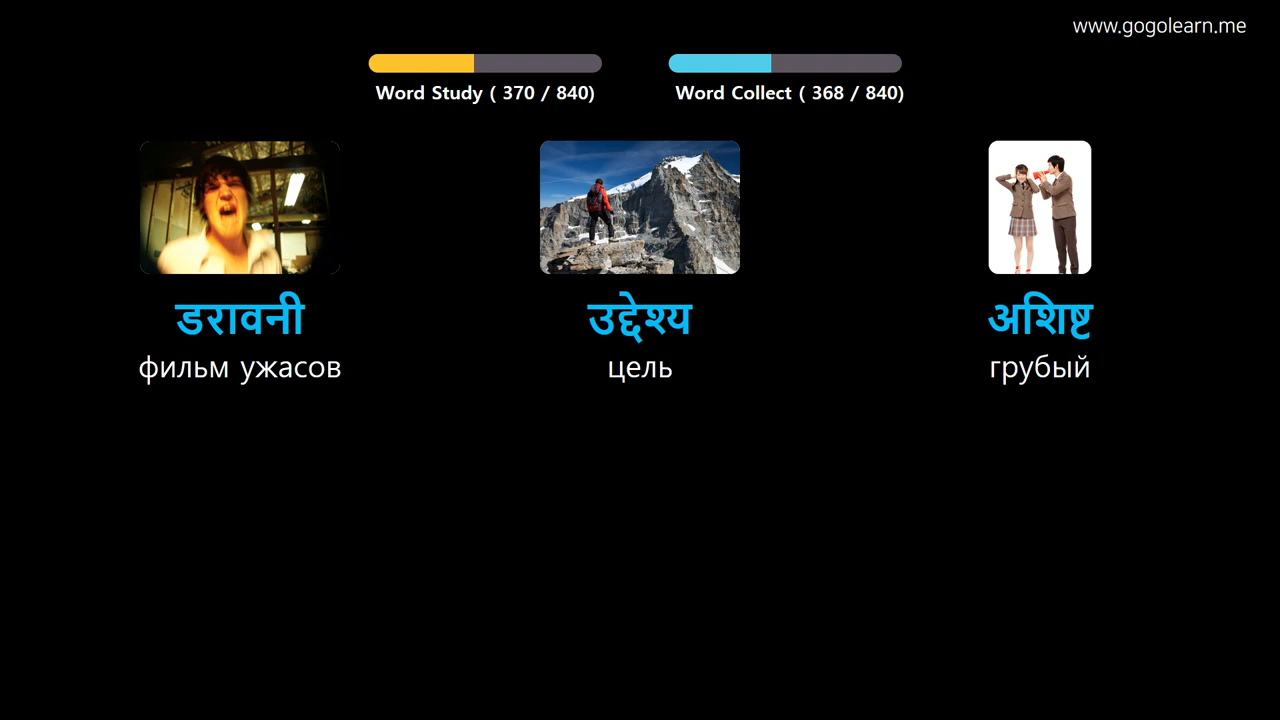 www.gogolearn.me
Word Study ( 370 / 840)
Word Collect ( 368 / 840)
डरावनी
उद्देश्य
अशिष्ट
фильм ужасов
цель
грубый